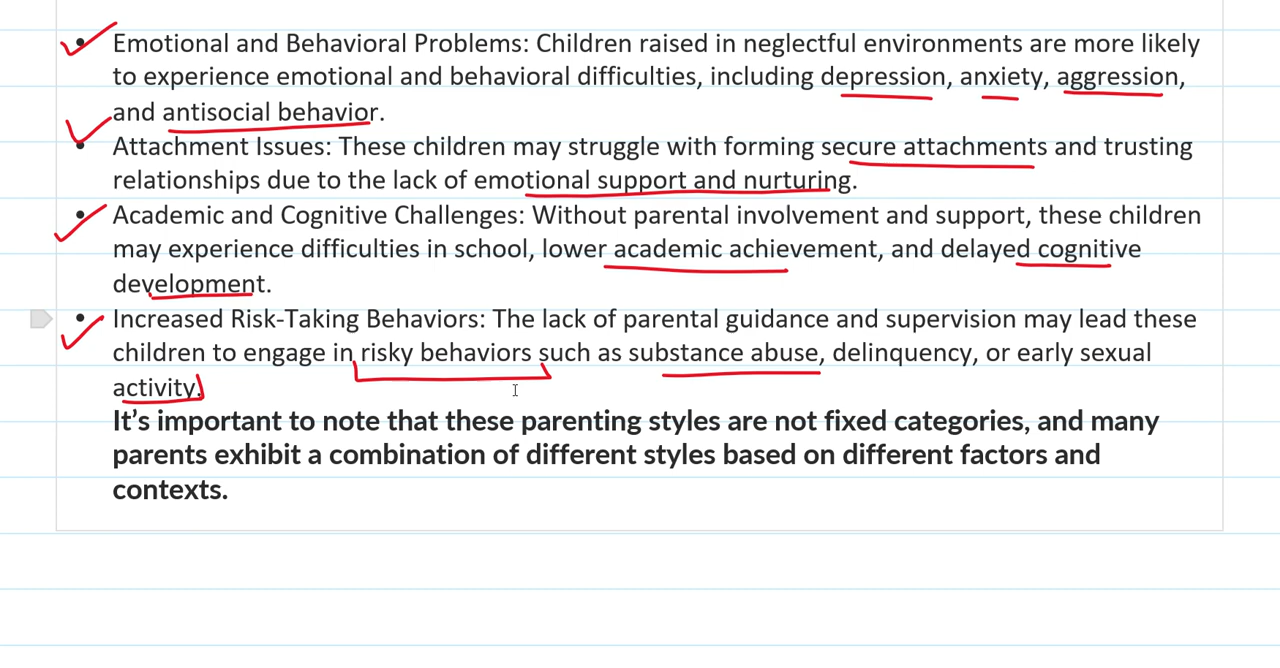 • Emotional and Behavioral Problems: Children raised in neglectful environments are more likely
to experience emotional and behavioral difficulties, including depression, anxiety, aggression,
and antisocial behavior.
• Attachment Issues: These children may struggle with forming secure attachments and trusting
relationships due to the lack of emotional support and nurturing.
• Academic and Cognitive Challenges: Without parental involvement and support, these children
may experience difficulties in school, lower academic achievement, and delayed cognitive
development.
• Increased Risk-Taking Behaviors: The lack of parental guidance and supervision may lead these
children to engage in risky behaviors such as substance abuse, delinquency, or early sexual
activity.
It’s important to note that these parenting styles are not fixed categories, and many
parents exhibit a combination of different styles based on different factors and
contexts.